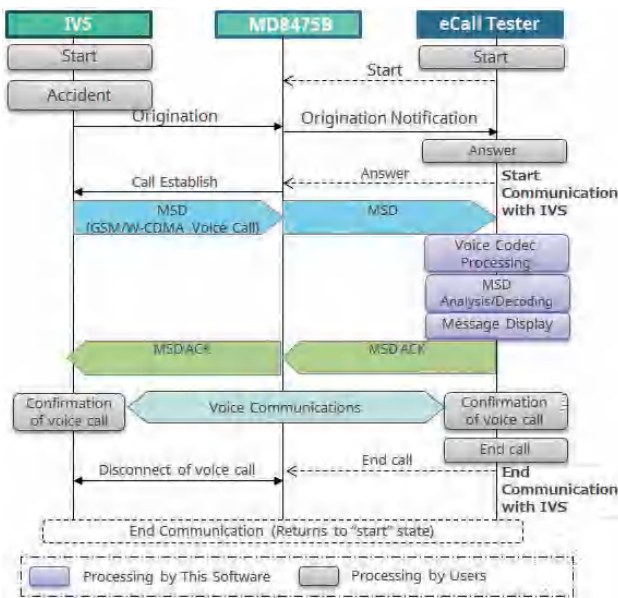 IVS MD8475B eCall Tester
Start Start
Start
Accident
Origination Origination Notification
Answer
Call Establish Answer Start
Communication
with IVS
MSD MSD
(GSM/W-CDMA Voice Call)
Voice Codec
Processing
MSD
Analysis/Decoding
Message Display
MSD ACK MSD ACK
Confirmation
of voice call
Voice Communications
Confirmation
of voice call
End call
Disconnect of voice call End call End
Communication
with IVS
End Communication (Returns to "start" state)
Processing by This Software Processing by Users